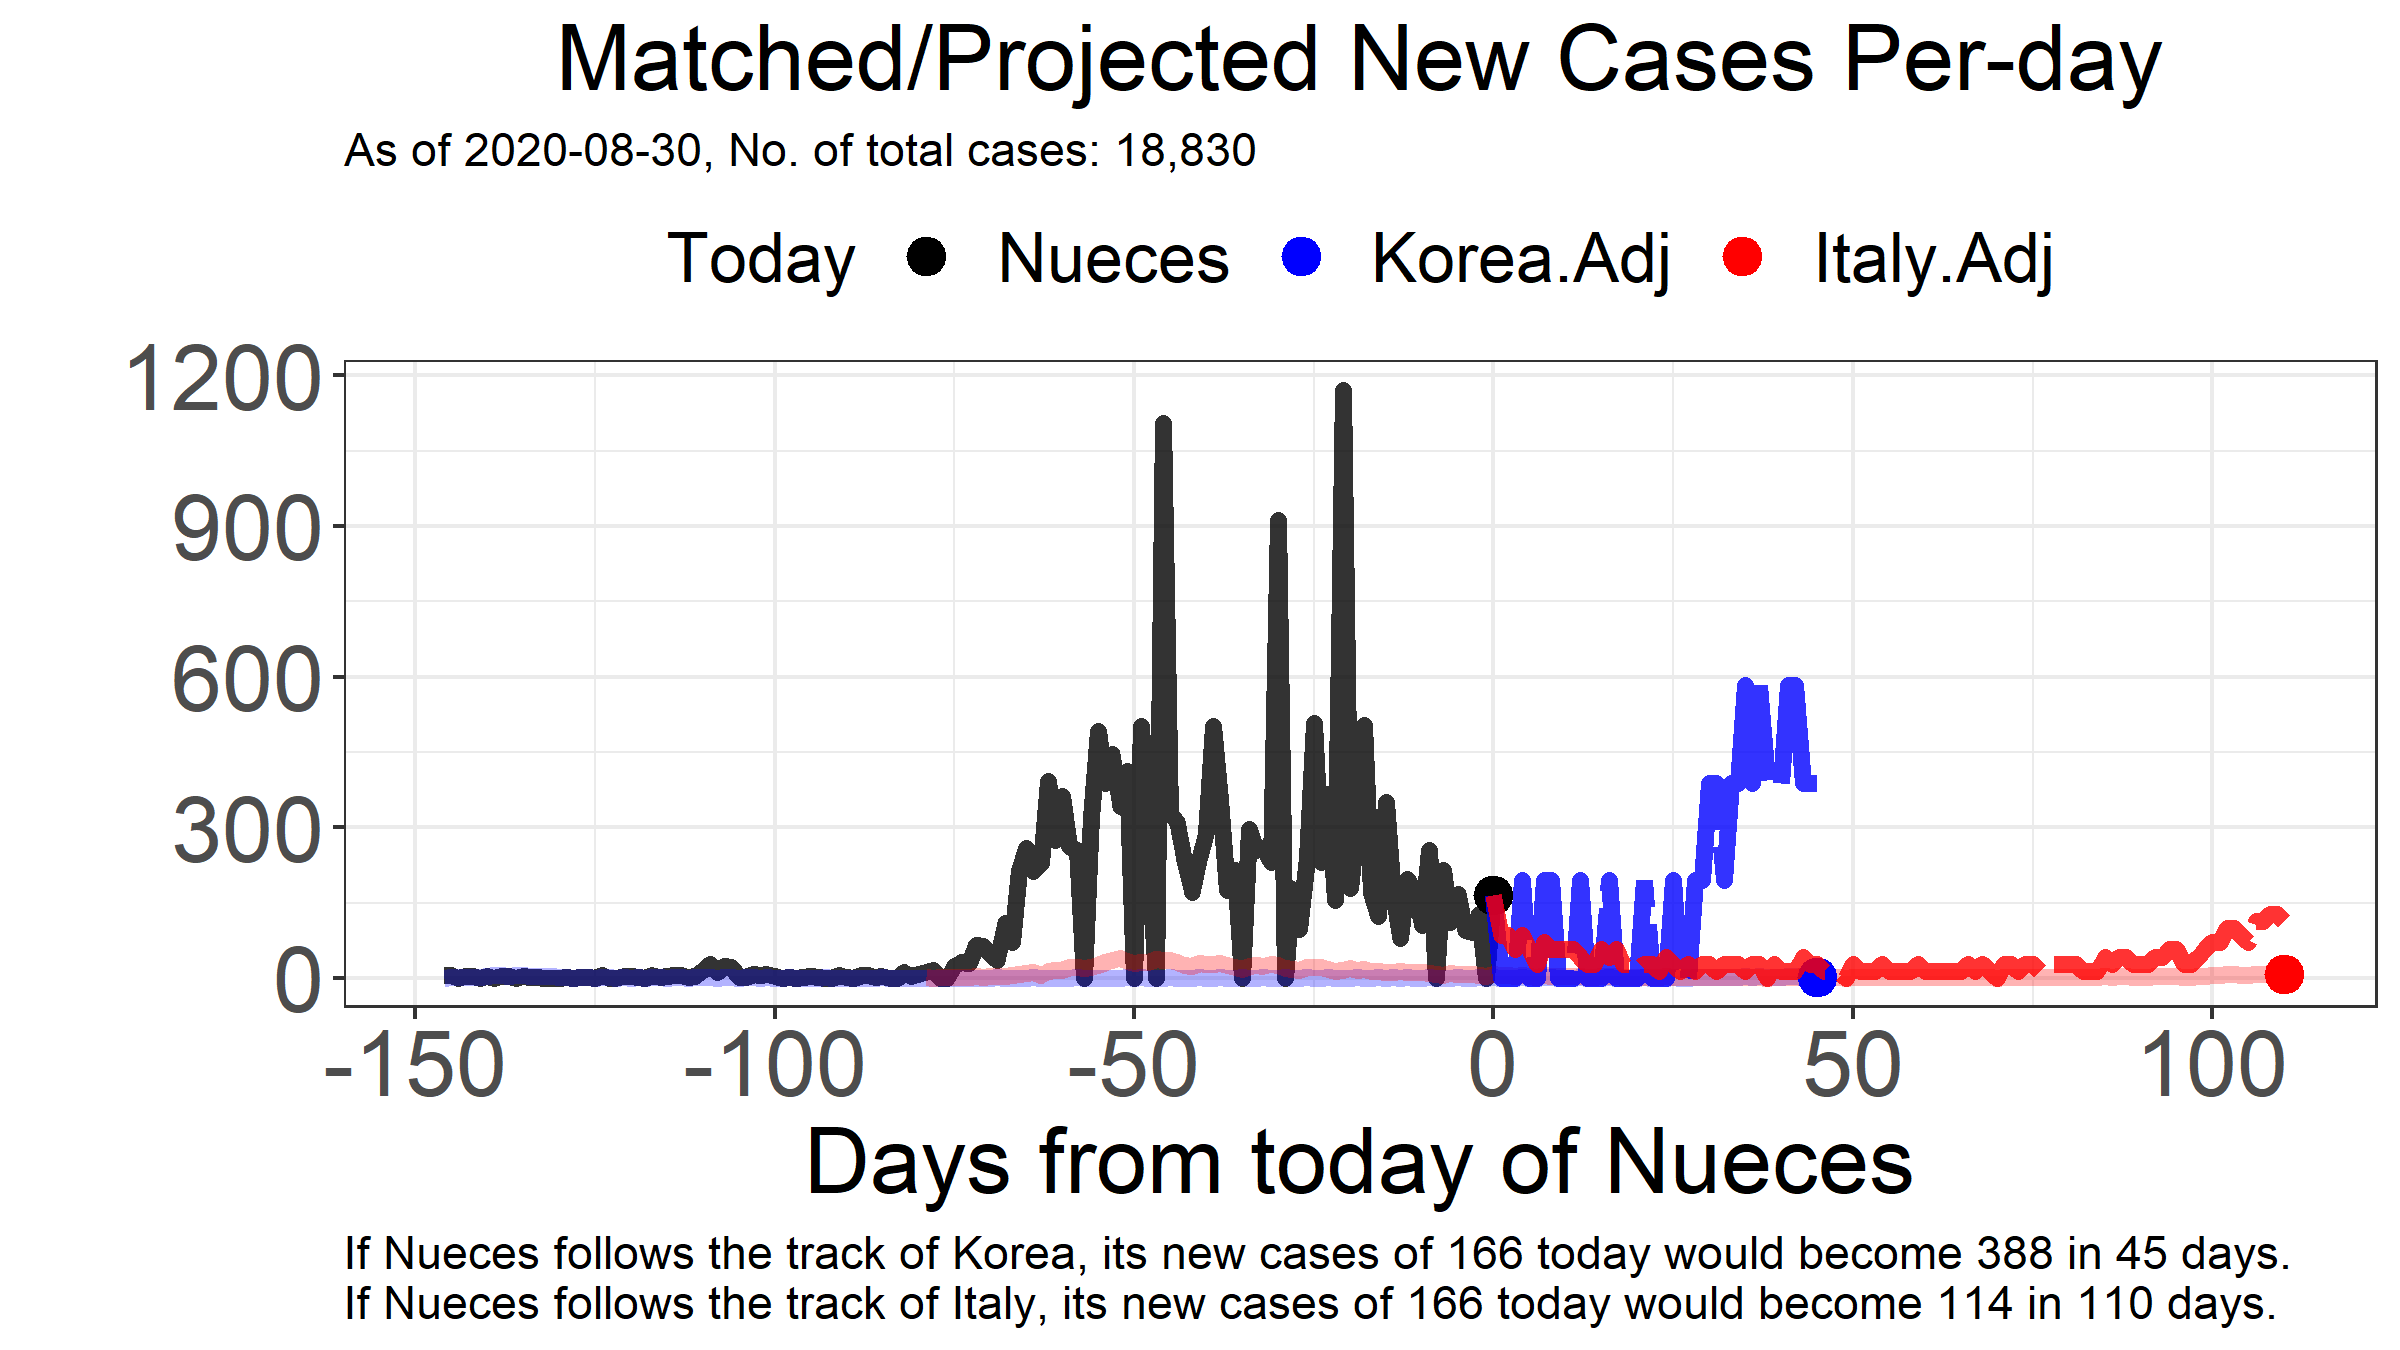 Matched/Projected New Cases Per-day
As of 2020-08-30, No. of total cases: 18,830
Today Nueces Korea.Adj Italy.Adj
1200
900
600
300
0
-150 -100 -50 0 50 100
Days from today of Nueces
If Nueces follows the track of Korea, its new cases of 166 today would become 388 in 45 days.
If Nueces follows the track of Italy, its new cases of 166 today would become 114 in 110 days.